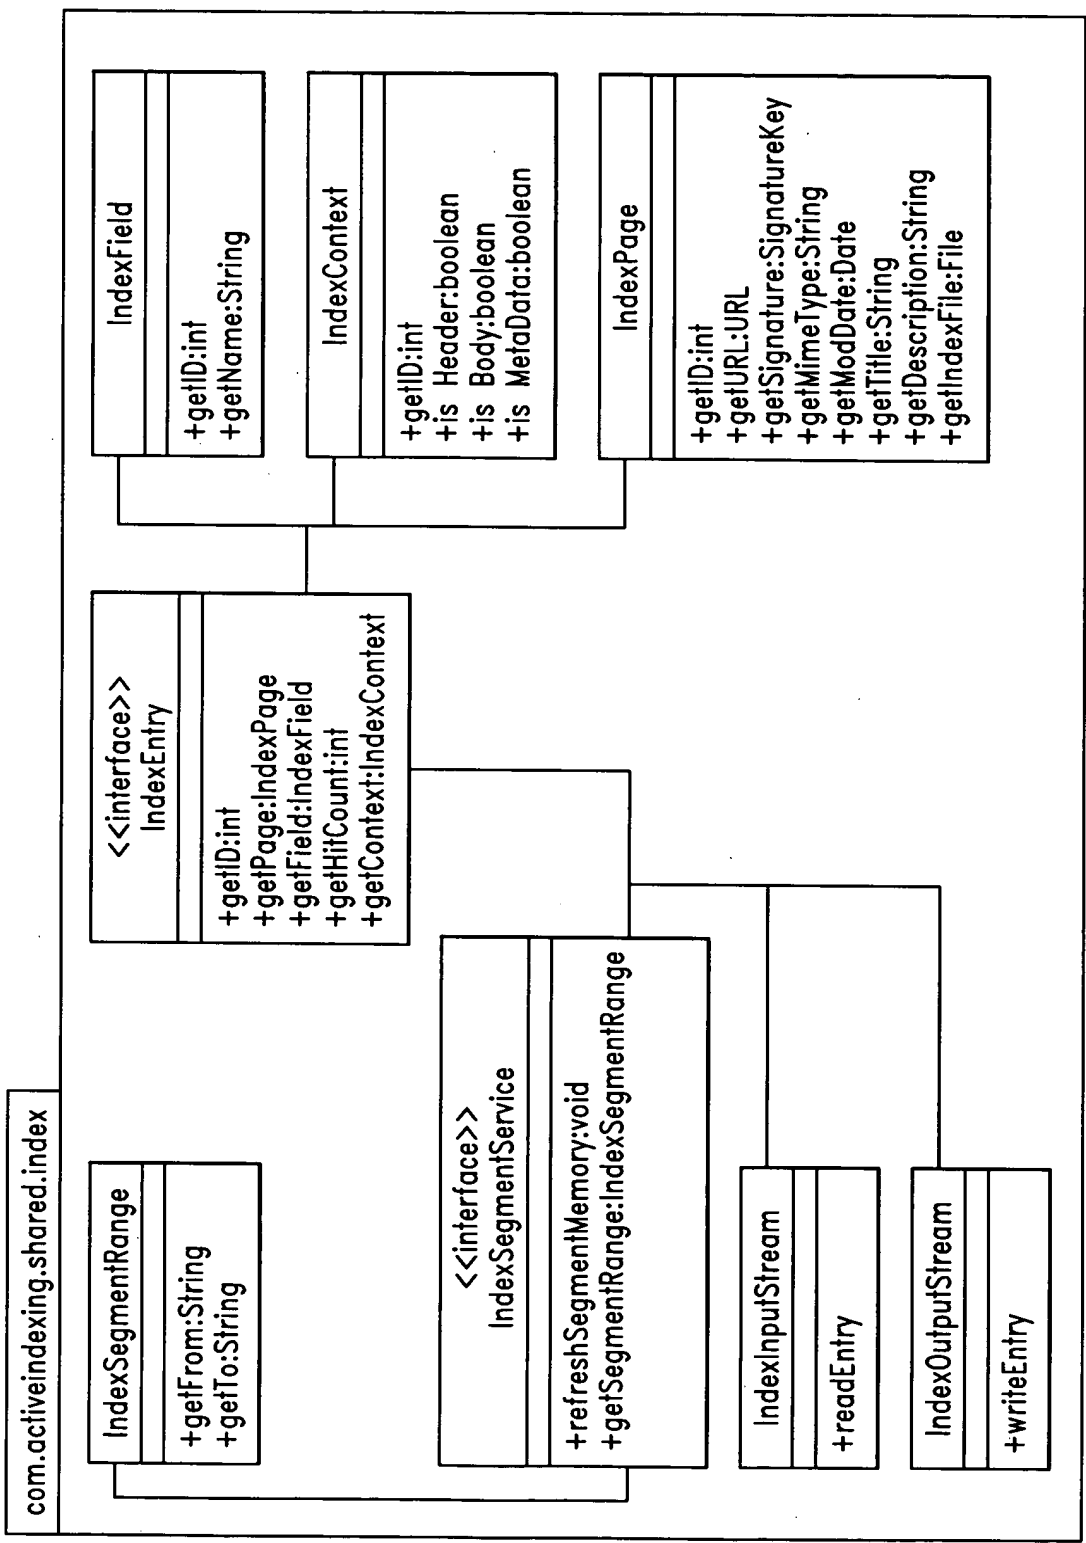 com.activeindexing.shared.index
IndexSegmentRange
+getFrom:String
+getTo:String
<<interface>>
IndexSegmentService
+refreshSegmentMemory:void
+getSegmentRange:IndexSegmentRange
IndexInputStream
+readEntry
IndexOutputStream
+writeEntry
<<interface>>
IndexEntry
+getID:int
+getPage:IndexPage
+getField:IndexField
+getHitCount:int
+getContext:IndexContext
IndexField
+getID:int
+getName:String
IndexContext
+getID:int
+is Header:boolean
+is Body:boolean
+is MetaData:boolean
IndexPage
+getID:int
+getURL:URL
+getSignature:SignatureKey
+getMimeType:String
+getModDate:Date
+getTitle:String
+getDescription:String
+getIndexFile:File